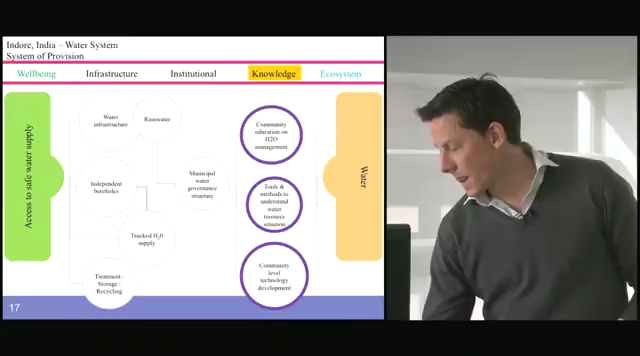 Indore, India – Water System
System of Provision
Wellbeing
Infrastructure
Institutional
Knowledge
Ecosystem
Access to safe water supply
Water
infrastructure
Rainwater
Independent
boreholes
Municipal
water
governance
structure
Trucked H20
supply
Treatment /
Storage /
Recycling
Community
education on
H2O
management
Tools &
methods to
understand
water
resource
situation
Community
level
technology
development
Water
17